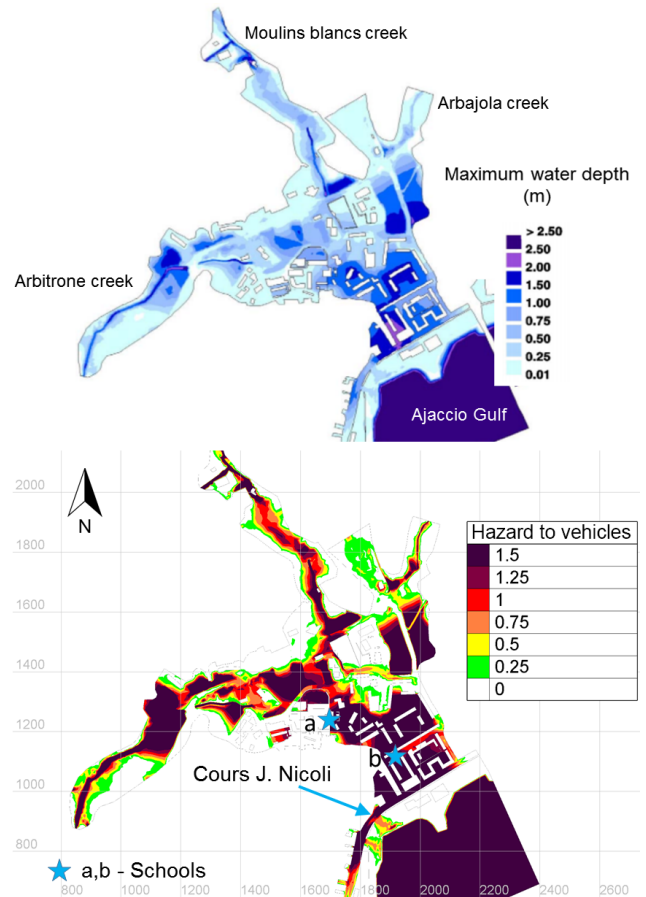 Moulins blancs creek
Arbajola creek
Maximum water depth
(m)
> 2.50
2.50
2.00
1.50
1.00
0.75
0.50
0.25
0.01
Arbitrone creek
Ajaccio Gulf
N
2000
1800
1600
1400
1200
1000
800
Hazard to vehicles
1.5
1.25
1
0.75
0.5
0.25
0
a
b
Cours J. Nicoli
a,b - Schools
800
1000
1200
1400
1600
1800
2000
2200
2400
2600